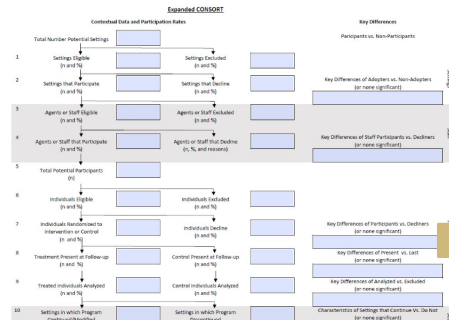 Expanded CONSORT
Contextual Data and Participation Rates
Key Differences
Total Number Potential Settings
Participants vs. Non-Participants
1
Settings Eligible
(n and %)
Settings Excluded
(n and %)
2
Settings that Participate
(n and %)
Settings that Decline
(n and %)
Key Differences of Adopters vs. Non-Adopters
(or none significant)
3
Agents or Staff Eligible
(n and %)
Agents or Staff Excluded
(n and %)
4
Agents or Staff that Participate
(n and %)
Agents or Staff that Decline
(n, %, and reasons)
Key Differences of Staff Participants vs. Decliners
(or none significant)
5
Total Potential Participants
(n)
6
Individuals Eligible
(n and %)
Individuals Excluded
(n and %)
7
Individuals Randomized to
Intervention or Control
(n and %)
Individuals Decline
(n and %)
Key Differences of Participants vs. Decliners
(or none significant)
8
Treatment Present at Follow-up
(n and %)
Control Present at Follow-up
(n and %)
Key Differences of Present vs. Lost
(or none significant)
9
Treated Individuals Analyzed
(n and %)
Control Individuals Analyzed
(n and %)
Key Differences of Analyzed vs. Excluded
(or none significant)
10
Settings in which Program
Continued/Modified
Settings in which Program
Discontinued
Characteristics of Settings that Continue Vs. Do Not
(or none significant)